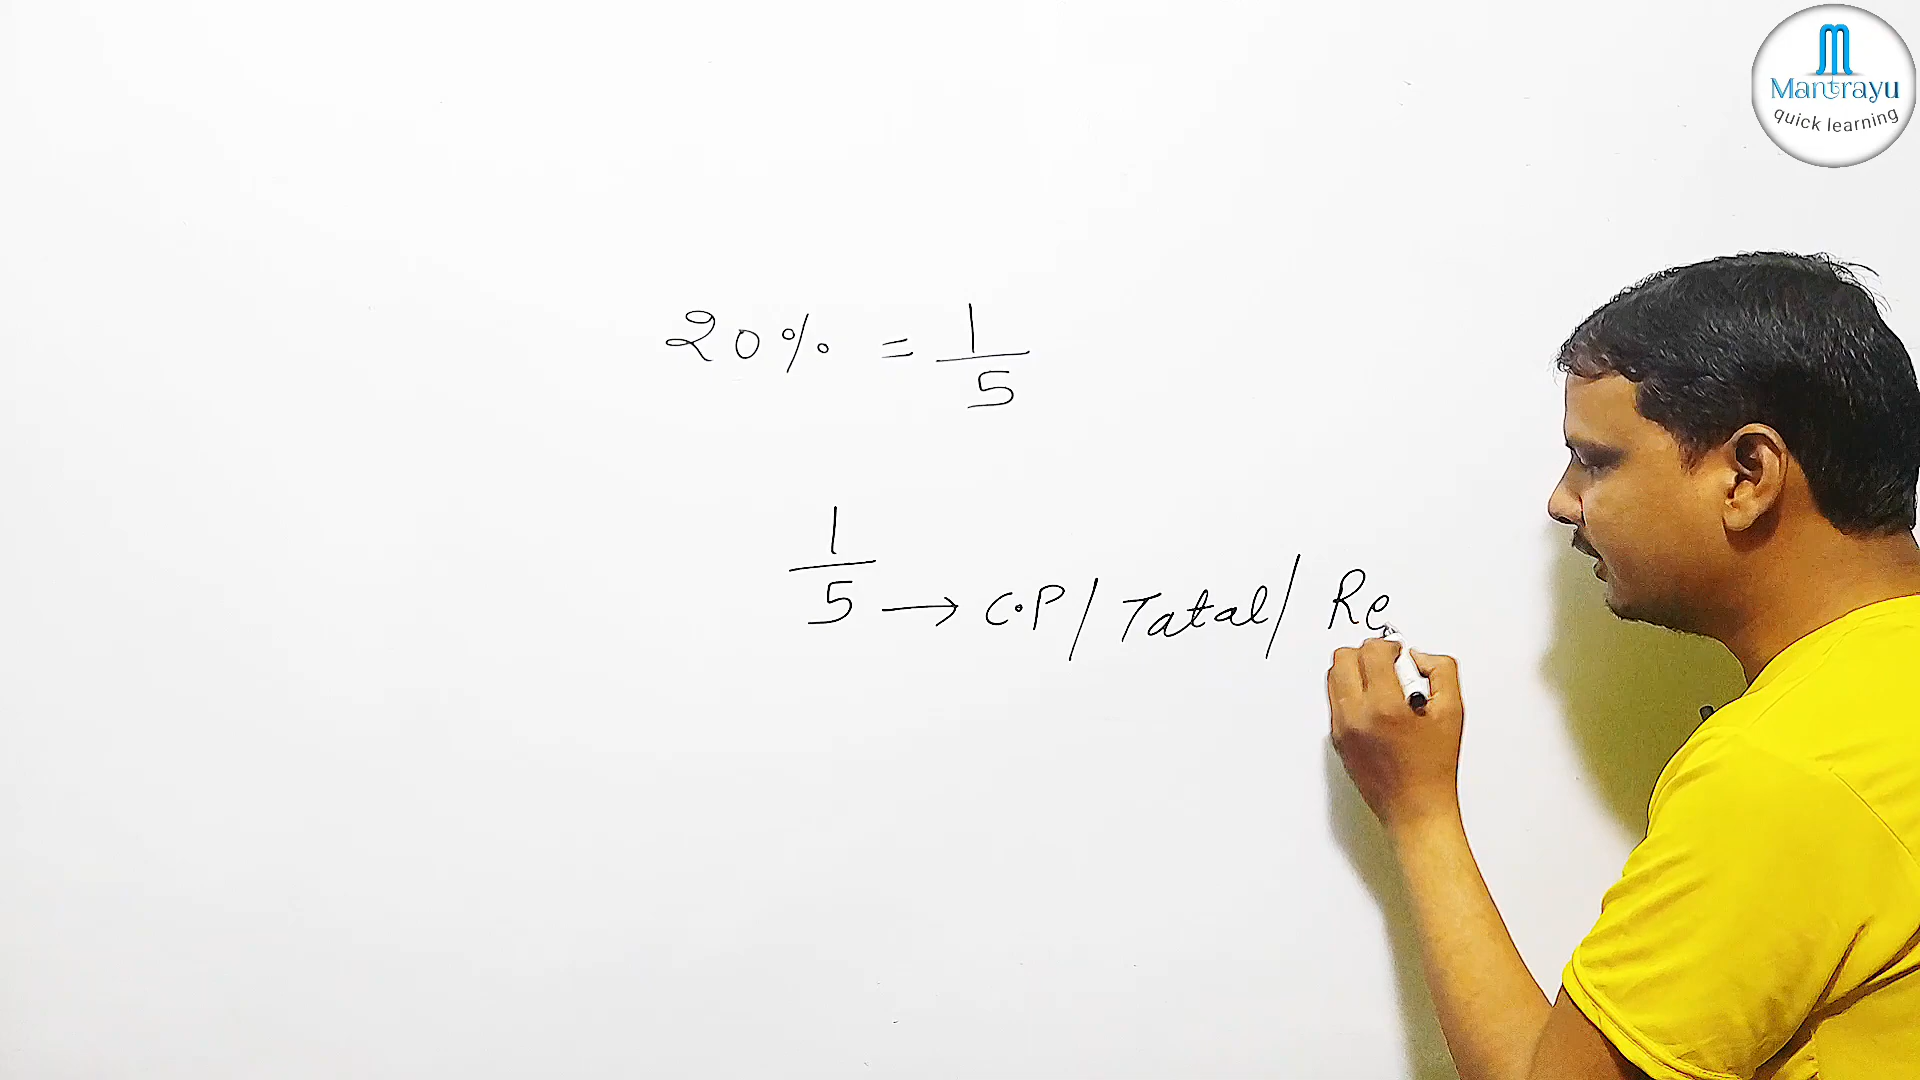 Mantrayu
quick learning
20% = 1/5
1/5 → C.P / Tatal / Re